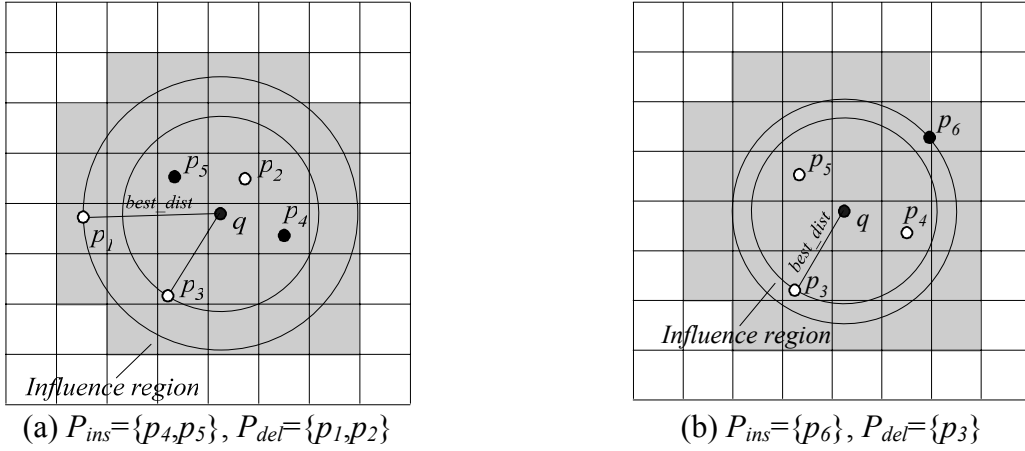 p5
p2
best_dist
p1
q
p4
p3
Influence region
(a) Pins={p4,p5}, Pdel={p1,p2}
p6
p5
q
p4
best_dist
p3
Influence region
(b) Pins={p6}, Pdel={p3}